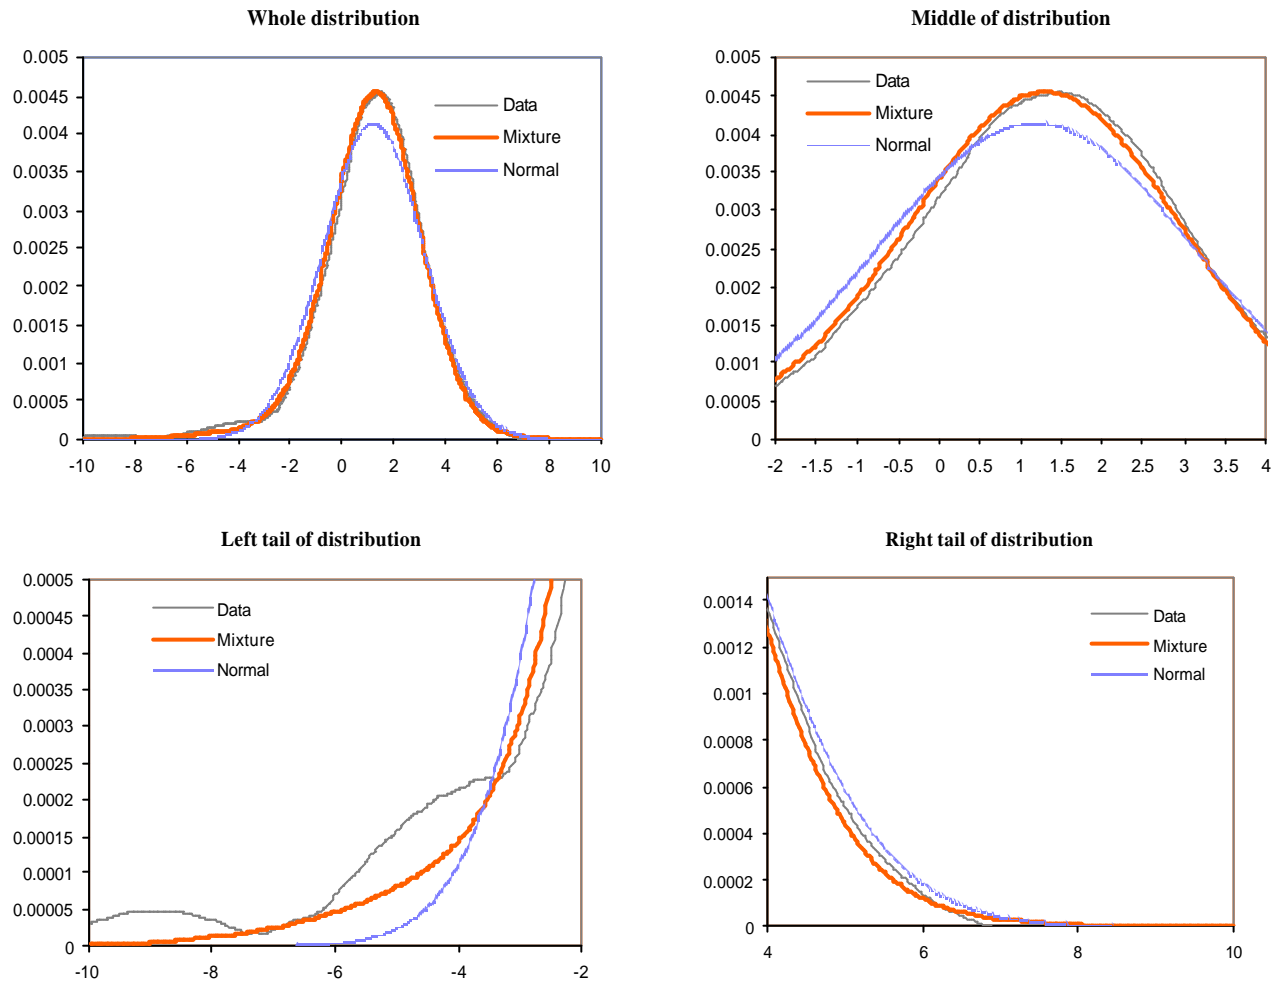 Whole distribution
0.005
0.0045
0.004
0.0035
0.003
0.0025
0.002
0.0015
0.001
0.0005
0
-10 -8 -6 -4 -2 0 2 4 6 8 10
Data
Mixture
Normal
Middle of distribution
0.005
0.0045
0.004
0.0035
0.003
0.0025
0.002
0.0015
0.001
0.0005
0
-2 -1.5 -1 -0.5 0 0.5 1 1.5 2 2.5 3 3.5 4
Data
Mixture
Normal
Left tail of distribution
0.0005
0.00045
0.0004
0.00035
0.0003
0.00025
0.0002
0.00015
0.0001
0.00005
0
-10 -8 -6 -4 -2
Data
Mixture
Normal
Right tail of distribution
0.0014
0.0012
0.001
0.0008
0.0006
0.0004
0.0002
0
4 6 8 10
Data
Mixture
Normal